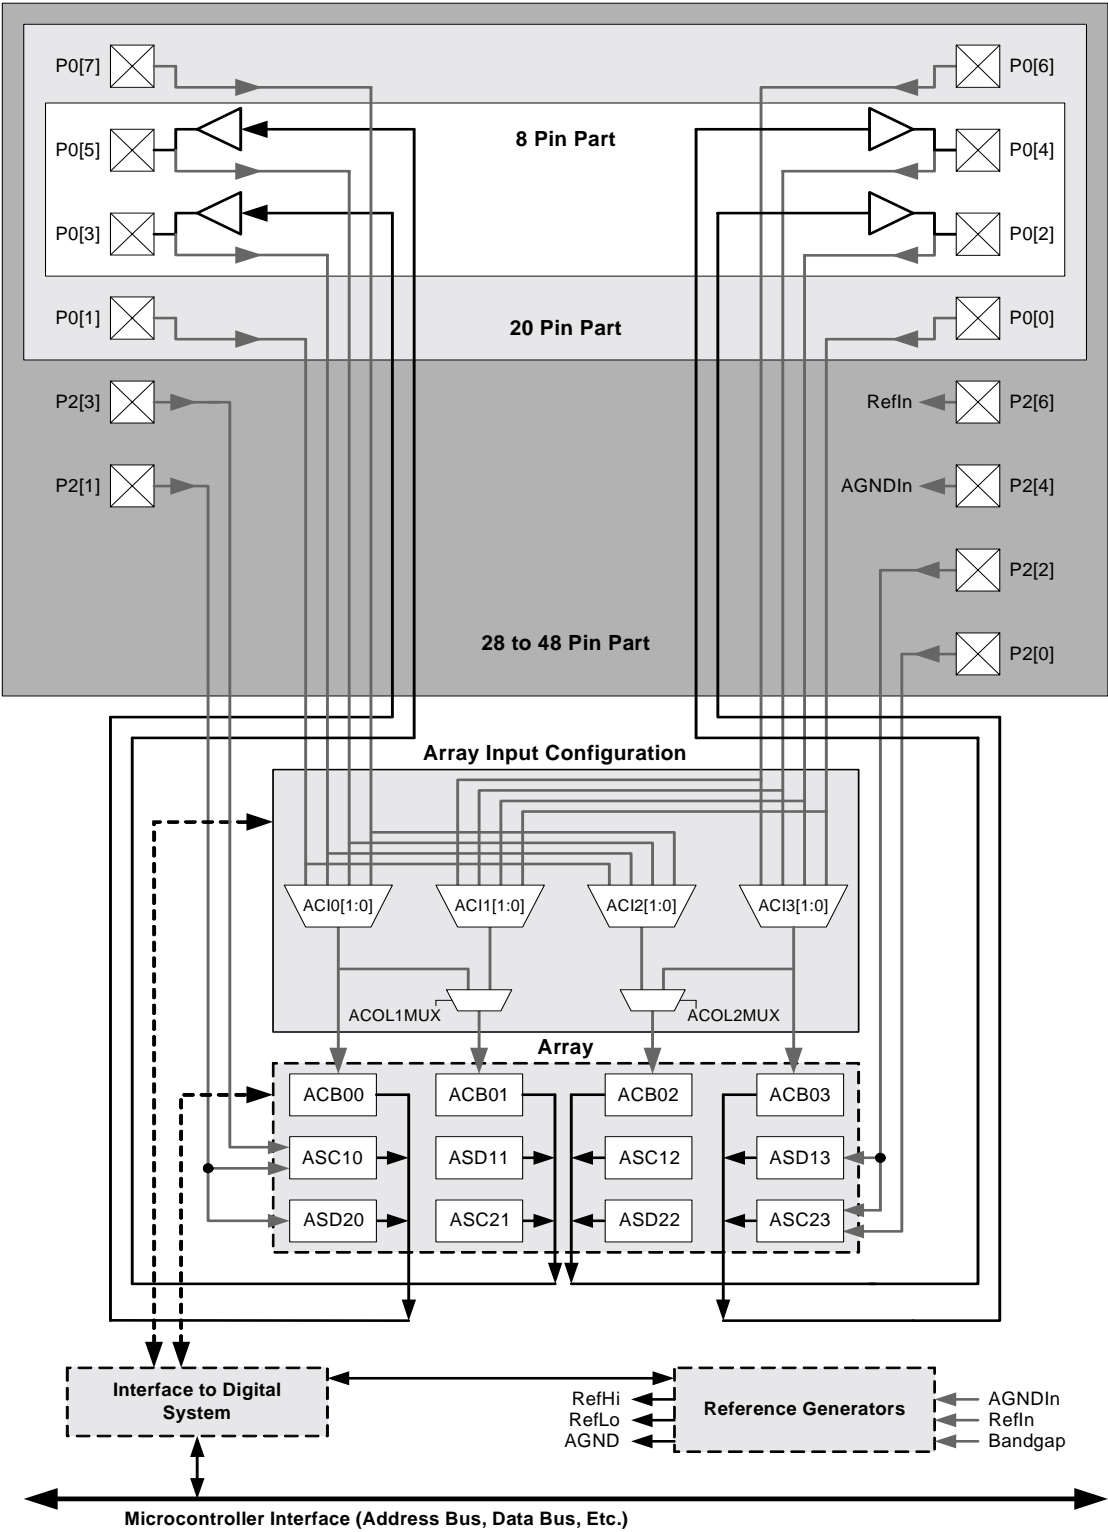 P0[7]
P0[6]
8 Pin Part
P0[5]
P0[4]
P0[3]
P0[2]
P0[1]
20 Pin Part
P0[0]
P2[3]
RefIn
P2[6]
P2[1]
AGNDIn
P2[4]
P2[2]
28 to 48 Pin Part
P2[0]
Array Input Configuration
ACI0[1:0]
ACI1[1:0]
ACI2[1:0]
ACI3[1:0]
ACOL1MUX
ACOL2MUX
Array
ACB00
ACB01
ACB02
ACB03
ASC10
ASD11
ASC12
ASD13
ASD20
ASC21
ASD22
ASC23
Interface to Digital
System
RefHi
RefLo
AGND
Reference Generators
AGNDIn
RefIn
Bandgap
Microcontroller Interface (Address Bus, Data Bus, Etc.)